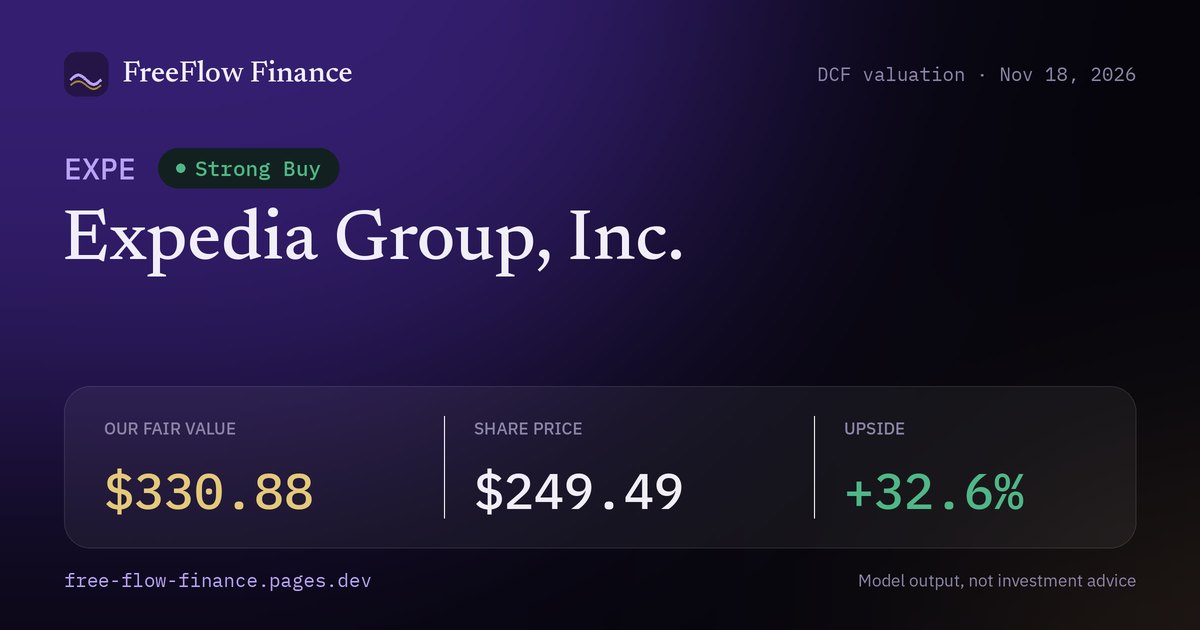 FreeFlow Finance
DCF valuation · Nov 18, 2026
EXPE
Strong Buy
Expedia Group, Inc.
OUR FAIR VALUE
$330.88
SHARE PRICE
$249.49
UPSIDE
+32.6%
free-flow-finance.pages.dev
Model output, not investment advice